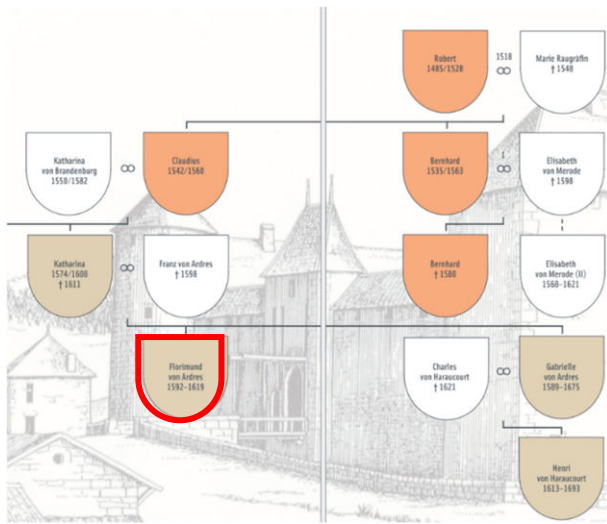 Robert
1485/1528
1518
Marie Raugräfin
† 1548
Katharina
von Brandenburg
1550/1582
Claudius
1542/1560
Bernhard
1535/1563
1
Elisabeth
von Merode
† 1598
Katharina
1574/1608
† 1611
Franz von Ardres
† 1598
Bernhard
† 1580
Elisabeth
von Merode (II)
1560–1621
Florimund
von Ardres
1592–1619
Charles
von Haraucourt
† 1621
Gabrielle
von Ardres
1589–1675
Henri
von Haraucourt
1613–1693